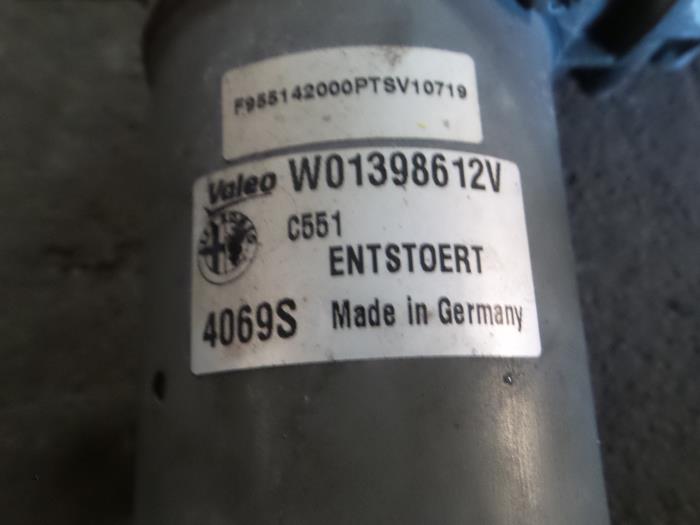 F955142000PTSV10719
Valeo W01398612V
C551
ENTSTOERT
4069S Made in Germany